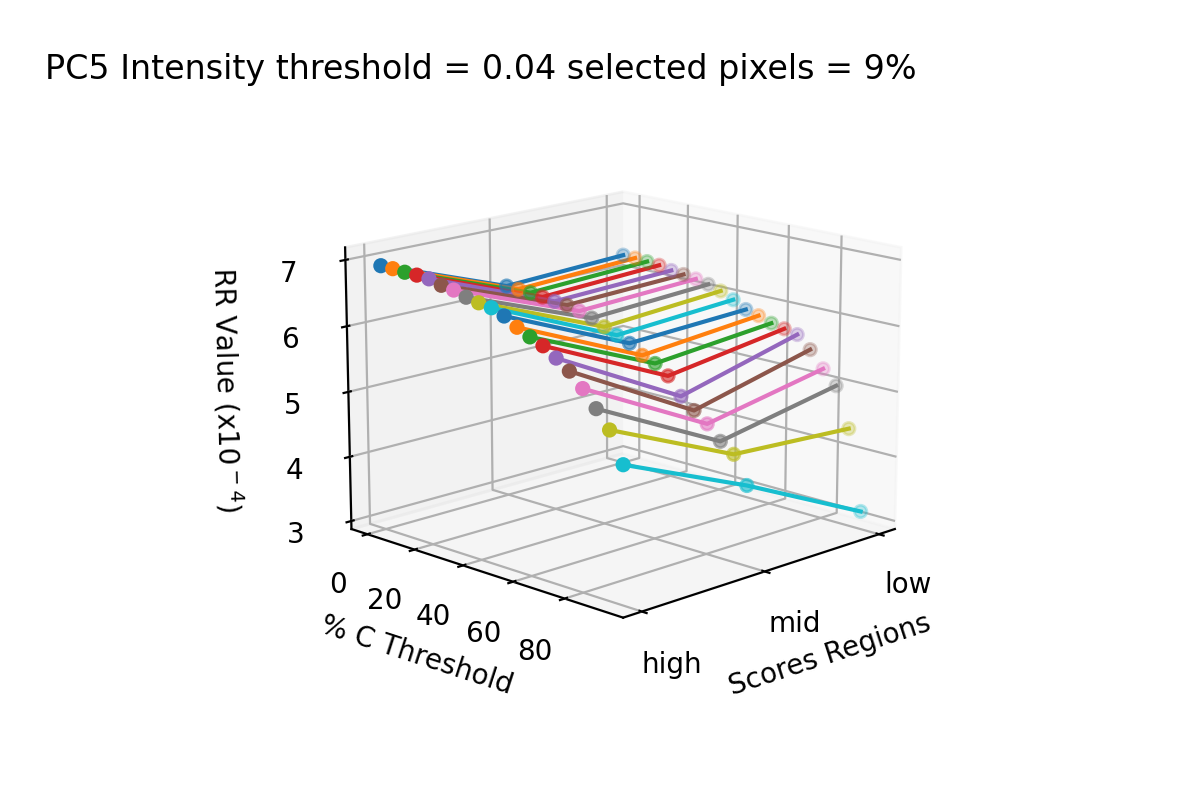 PC5 Intensity threshold = 0.04 selected pixels = 9%
RR Value (x10⁻⁴)
7
6
5
4
3
0
20
40
60
80
% C Threshold
high
mid
low
Scores Regions